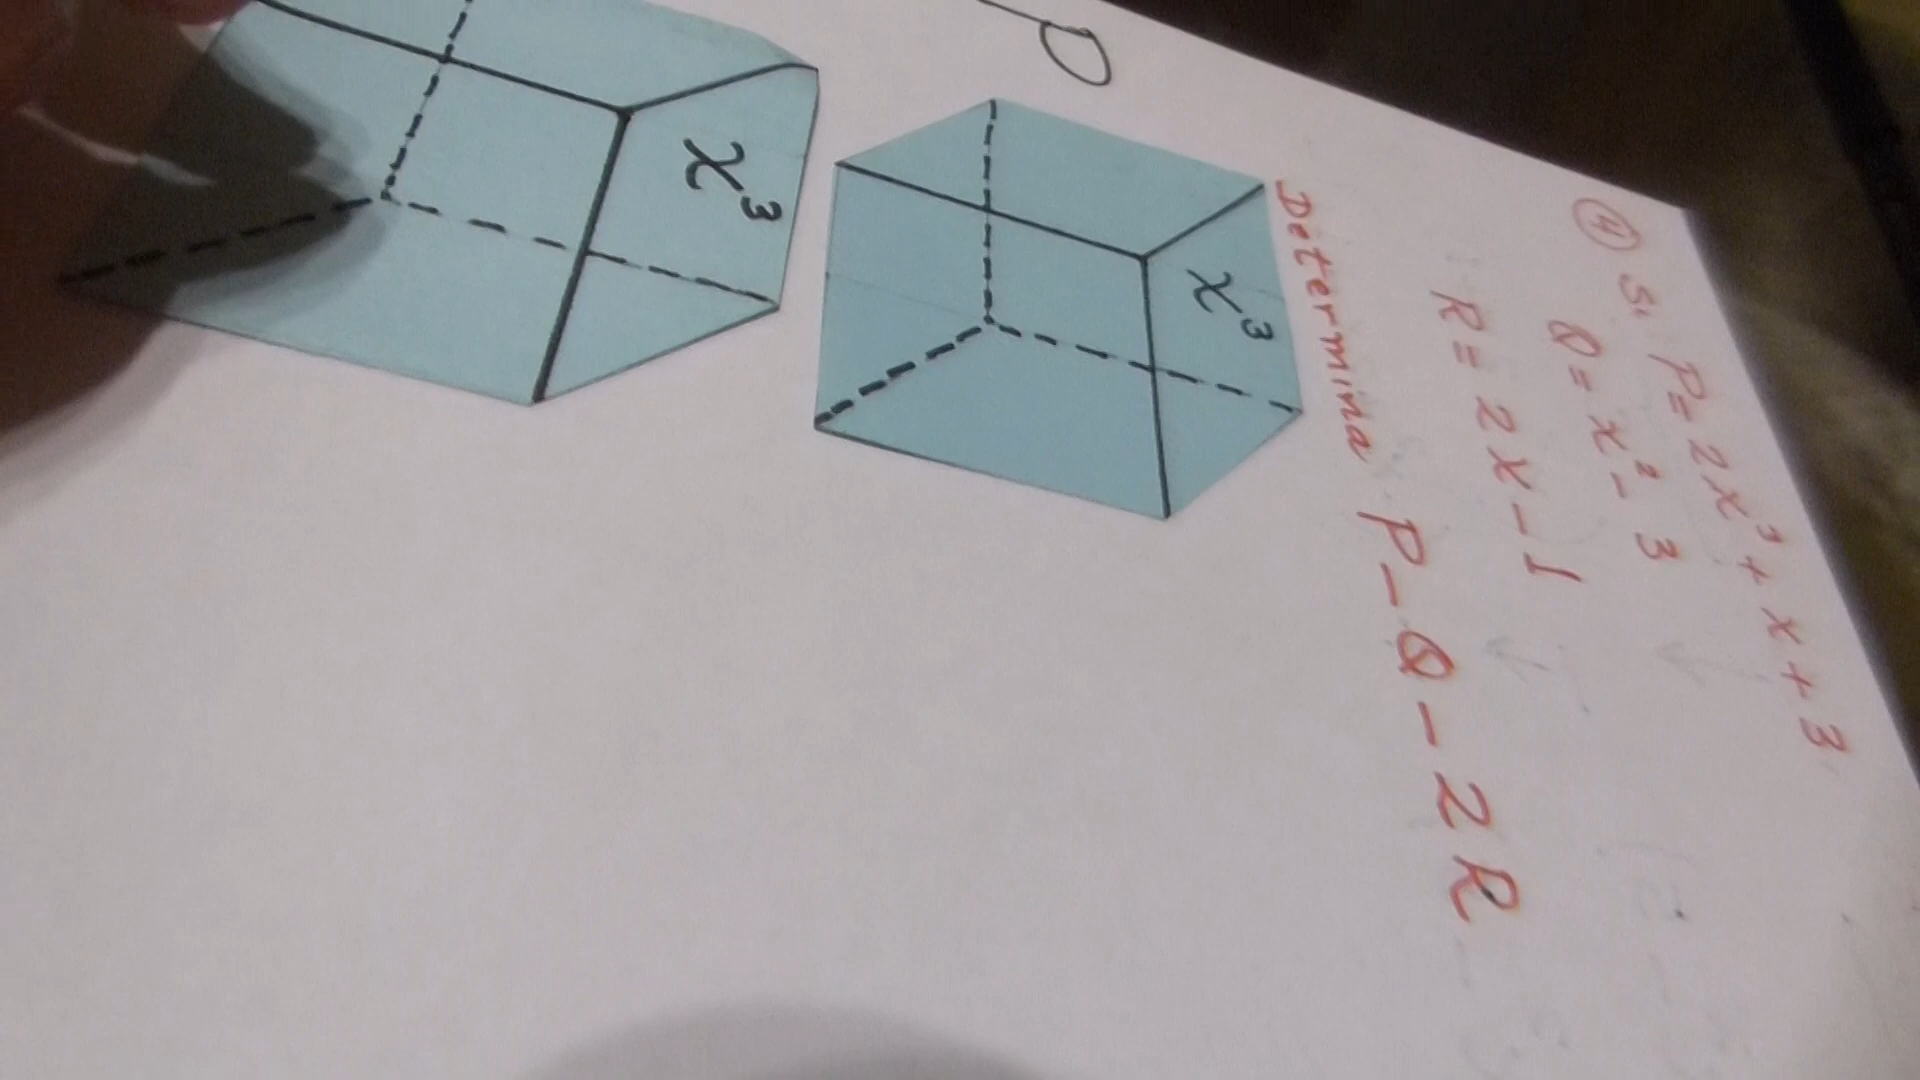 ④ Si P = 2x³ + x + 3
Q = x² - 3
R = 2x - 1
Determina P - Q - 2R
x³
x³
P